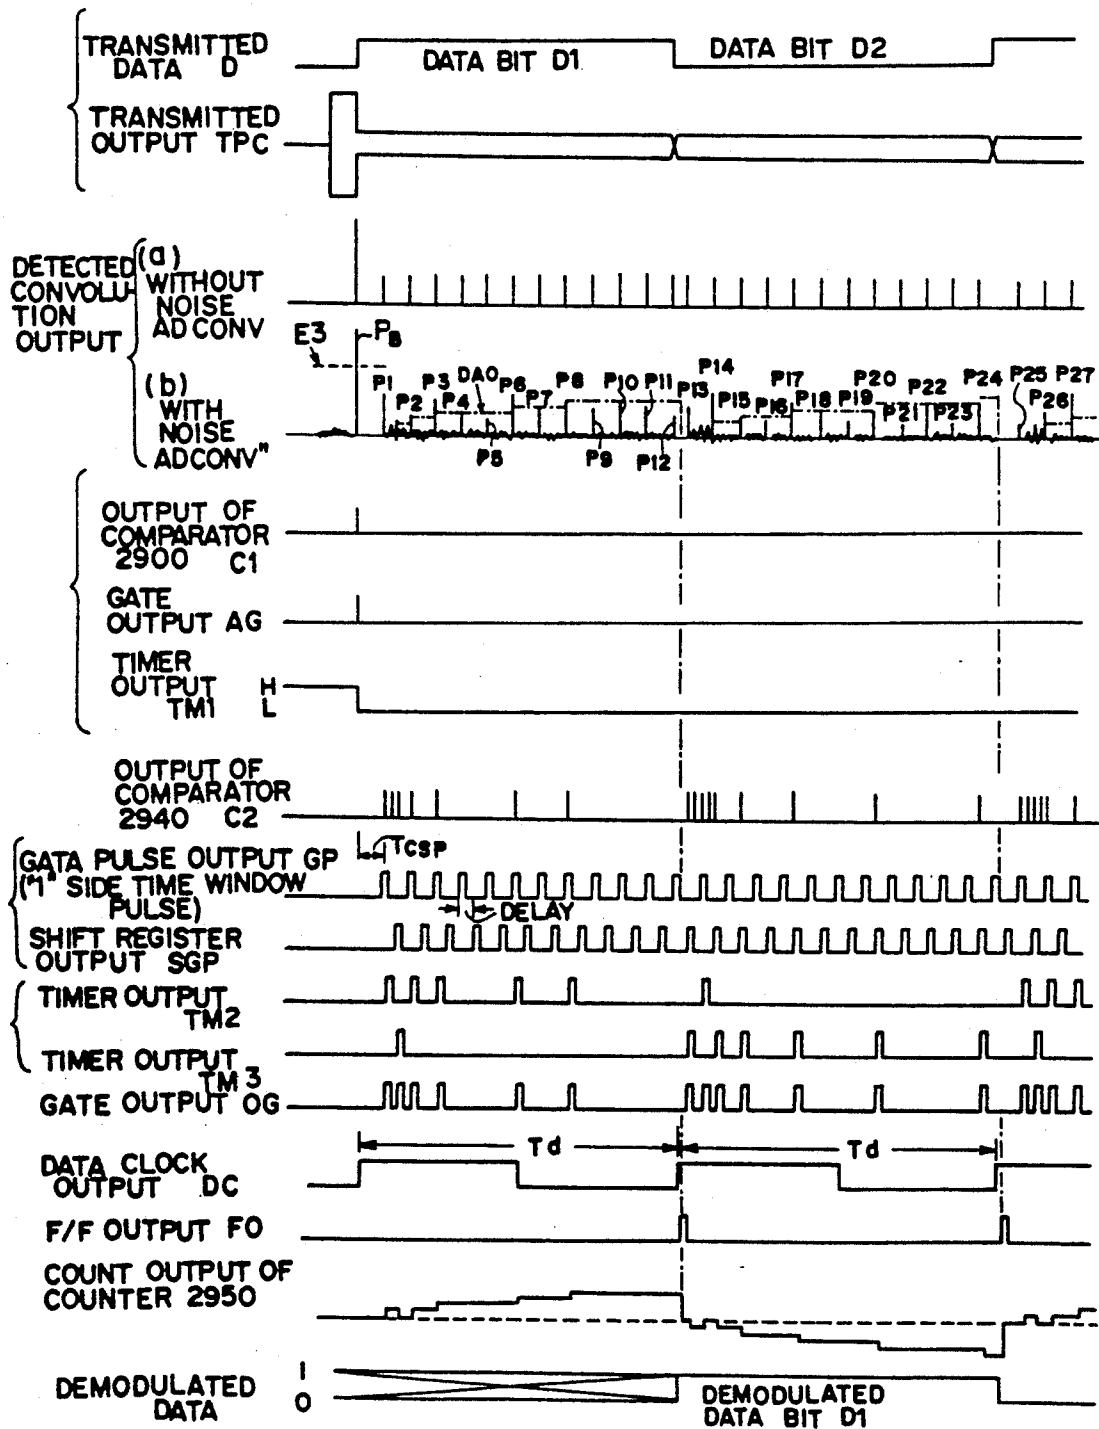 TRANSMITTED
DATA D
DATA BIT D1
DATA BIT D2
TRANSMITTED
OUTPUT TPC
DETECTED
CONVOLU-
TION
OUTPUT
(a)
WITHOUT
NOISE
AD CONV
E3
PB
(b)
WITH
NOISE
ADCONV"
P1
P2
P3
P4
DAO
P5
P6
P7
P8
P9
P10
P11
P12
P13
P14
P15
P16
P17
P18
P19
P20
P21
P22
P23
P24
P25
P26
P27
OUTPUT OF
COMPARATOR
2900 C1
GATE
OUTPUT AG
TIMER
OUTPUT H
TM1 L
OUTPUT OF
COMPARATOR
2940 C2
TCSP
GATA PULSE OUTPUT GP
("1" SIDE TIME WINDOW
PULSE)
DELAY
SHIFT REGISTER
OUTPUT SGP
TIMER OUTPUT
TM2
TIMER OUTPUT
TM3
GATE OUTPUT OG
Td
Td
DATA CLOCK
OUTPUT DC
F/F OUTPUT FO
COUNT OUTPUT OF
COUNTER 2950
DEMODULATED
DATA
1
0
DEMODULATED
DATA BIT D1